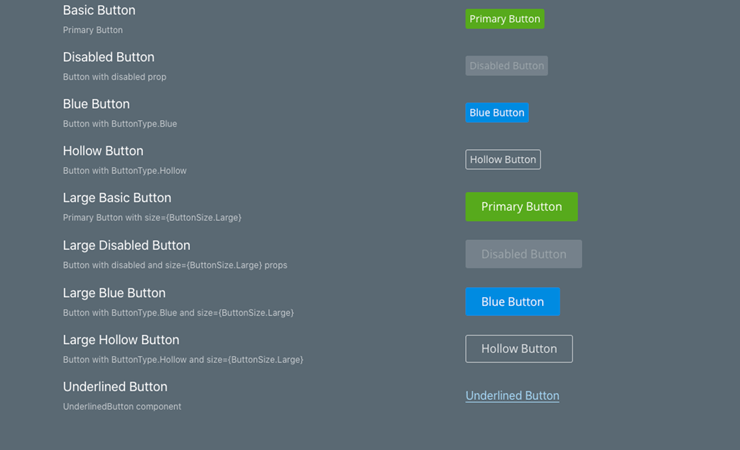 Basic Button
Primary Button
Primary Button
Disabled Button
Button with disabled prop
Disabled Button
Blue Button
Button with ButtonType.Blue
Blue Button
Hollow Button
Button with ButtonType.Hollow
Hollow Button
Large Basic Button
Primary Button with size={ButtonSize.Large}
Primary Button
Large Disabled Button
Button with disabled and size={ButtonSize.Large} props
Disabled Button
Large Blue Button
Button with ButtonType.Blue and size={ButtonSize.Large}
Blue Button
Large Hollow Button
Button with ButtonType.Hollow and size={ButtonSize.Large}
Hollow Button
Underlined Button
UnderlinedButton component
Underlined Button